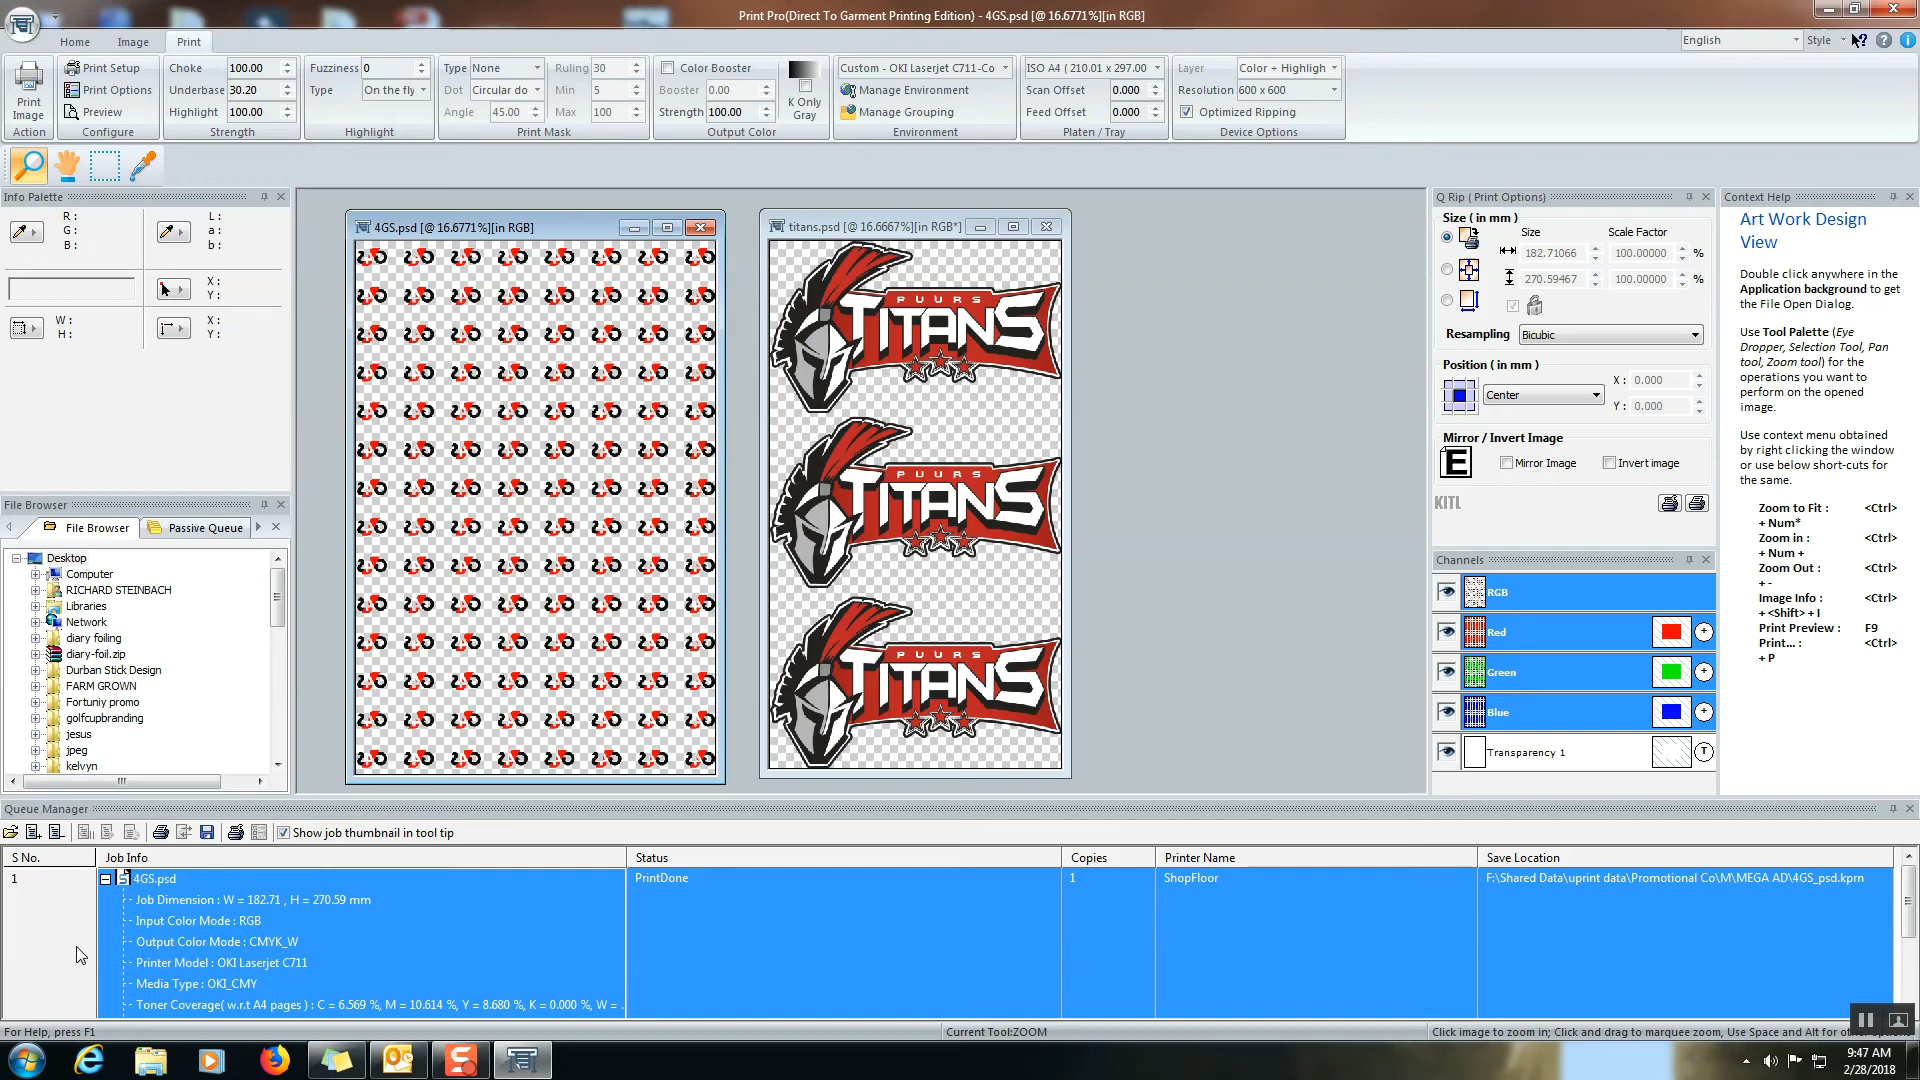 Print Pro(Direct To Garment Printing Edition) - 4GS.psd [@ 16.6771%][in RGB]
Home Image Print
English Style
Print Image
Action
Print Setup
Print Options
Preview
Configure
Choke 100.00
Underbase 30.20
Highlight 100.00
Strength
Fuzziness 0
Type On the fly
Highlight
Type None
Dot Circular do
Angle 45.00
Ruling 30
Min 5
Max 100
Print Mask
Color Booster
Booster 0.00
Strength 100.00
K Only Gray
Output Color
Custom - OKI Laserjet C711-Co
Manage Environment
Manage Grouping
Environment
ISO A4 ( 210.01 x 297.00
Scan Offset 0.000
Feed Offset 0.000
Platen / Tray
Layer Color + Highligh
Resolution 600 x 600
Optimized Ripping
Device Options
Info Palette
R :
G :
B :
L :
a :
b :
X :
Y :
W :
H :
X :
Y :
File Browser
File Browser Passive Queue
Desktop
Computer
RICHARD STEINBACH
Libraries
Network
diary foiling
diary-foil.zip
Durban Stick Design
FARM GROWN
Fortuniy promo
golfcupbranding
jesus
jpeg
kelvyn
4GS.psd [@ 16.6771%][in RGB]
titans.psd [@ 16.6667%][in RGB*]
PUURS
TITANS
PUURS
TITANS
PUURS
TITANS
Q Rip ( Print Options)
Size ( in mm )
Size Scale Factor
182.71066 100.00000 %
270.59467 100.00000 %
Resampling Bicubic
Position ( in mm )
Center
X : 0.000
Y : 0.000
Mirror / Invert Image
E
Mirror Image Invert image
KITL
Channels
RGB
Red
Green
Blue
Transparency 1 T
Context Help
Art Work Design View
Double click anywhere in the
Application background to get
the File Open Dialog.
Use Tool Palette (Eye
Dropper, Selection Tool, Pan
tool, Zoom tool) for the
operations you want to
perform on the opened
image.
Use context menu obtained
by right clicking the window
or use below short-cuts for
the same.
Zoom to Fit : <Ctrl>
+ Num*
Zoom in : <Ctrl>
+ Num +
Zoom Out : <Ctrl>
+ -
Image Info : <Ctrl>
+ <Shift> + I
Print Preview : F9
Print... : <Ctrl>
+ P
Queue Manager
Show job thumbnail in tool tip
S No. Job Info Status Copies Printer Name Save Location
1 4GS.psd PrintDone 1 ShopFloor F:\Shared Data\uprint data\Promotional Co\M\MEGA AD\4GS_psd.kprn
Job Dimension : W = 182.71 , H = 270.59 mm
Input Color Mode : RGB
Output Color Mode : CMYK_W
Printer Model : OKI Laserjet C711
Media Type : OKI_CMY
Toner Coverage( w.r.t A4 pages ) : C = 6.569 %, M = 10.614 %, Y = 8.680 %, K = 0.000 %, W = .
For Help, press F1
Current Tool:ZOOM
Click image to zoom in; Click and drag to marquee zoom, Use Space and Alt for
9:47 AM
2/28/2018